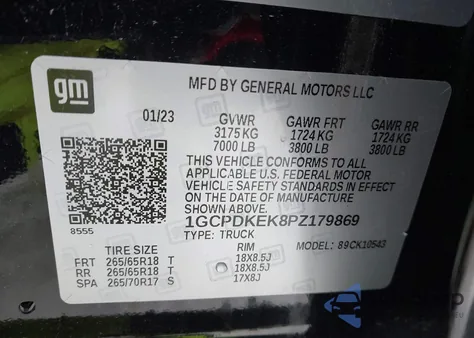 gm
MFD BY GENERAL MOTORS LLC
01/23 GVWR GAWR FRT GAWR RR
3175 KG 1724 KG 1724 KG
7000 LB 3800 LB 3800 LB
THIS VEHICLE CONFORMS TO ALL
APPLICABLE U.S. FEDERAL MOTOR
VEHICLE SAFETY STANDARDS IN EFFECT
ON THE DATE OF MANUFACTURE
SHOWN ABOVE.
1GCPDKEK8PZ179869
8555 TYPE: TRUCK MODEL: 89CK10543
TIRE SIZE RIM
FRT 265/65R18 T 18X8.5J
RR 265/65R18 T 18X8.5J
SPA 265/70R17 S 17X8J